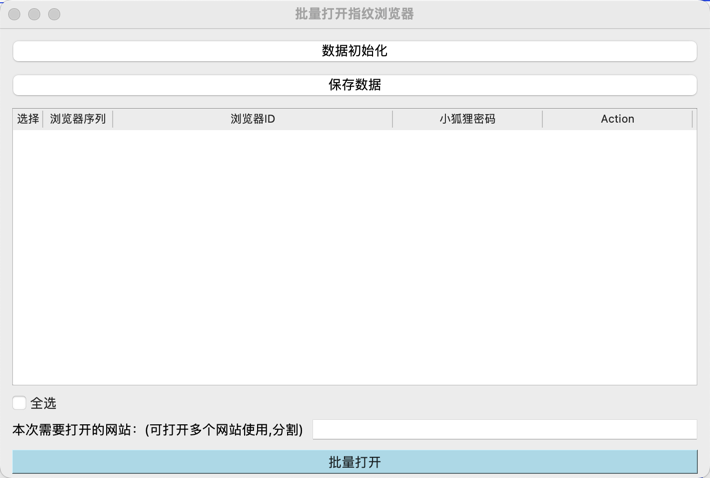 批量打开指纹浏览器
数据初始化
保存数据
选择 浏览器序列 浏览器ID 小狐狸密码 Action
全选
本次需要打开的网站：(可打开多个网站使用,分割)
批量打开